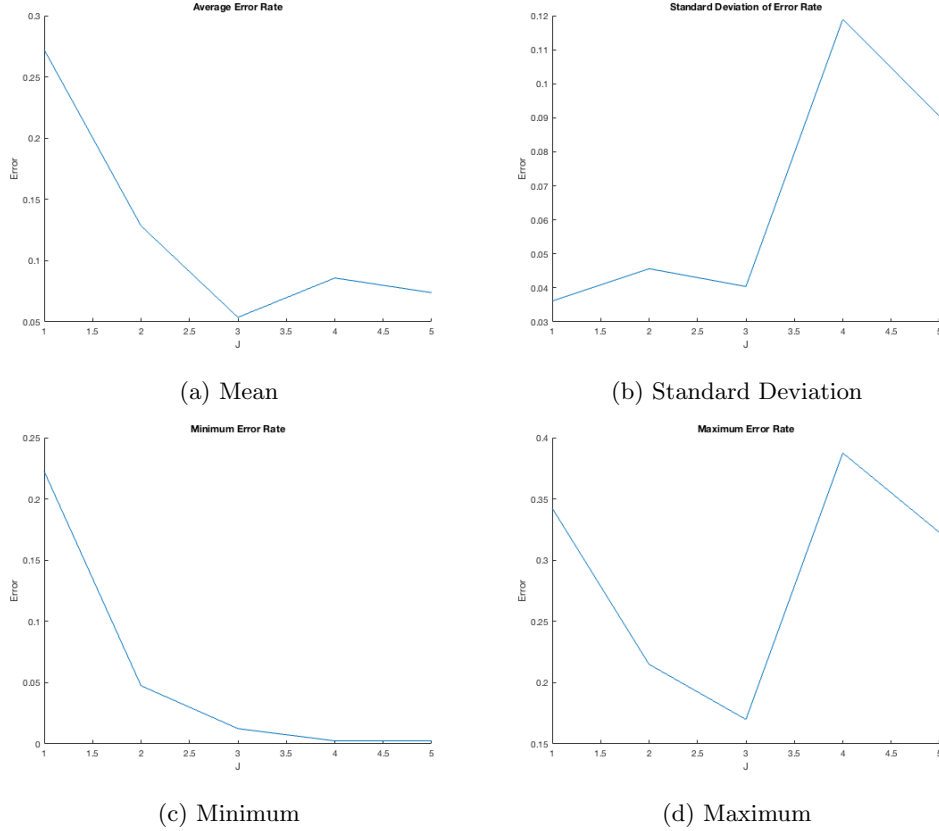 Average Error Rate
0.3
0.25
0.2
0.15
0.1
0.05
Error
1 1.5 2 2.5 3 3.5 4 4.5 5
J
(a) Mean
Standard Deviation of Error Rate
0.12
0.11
0.1
0.09
0.08
0.07
0.06
0.05
0.04
0.03
Error
1 1.5 2 2.5 3 3.5 4 4.5 5
J
(b) Standard Deviation
Minimum Error Rate
0.25
0.2
0.15
0.1
0.05
0
Error
1 1.5 2 2.5 3 3.5 4 4.5 5
J
(c) Minimum
Maximum Error Rate
0.4
0.35
0.3
0.25
0.2
0.15
Error
1 1.5 2 2.5 3 3.5 4 4.5 5
J
(d) Maximum